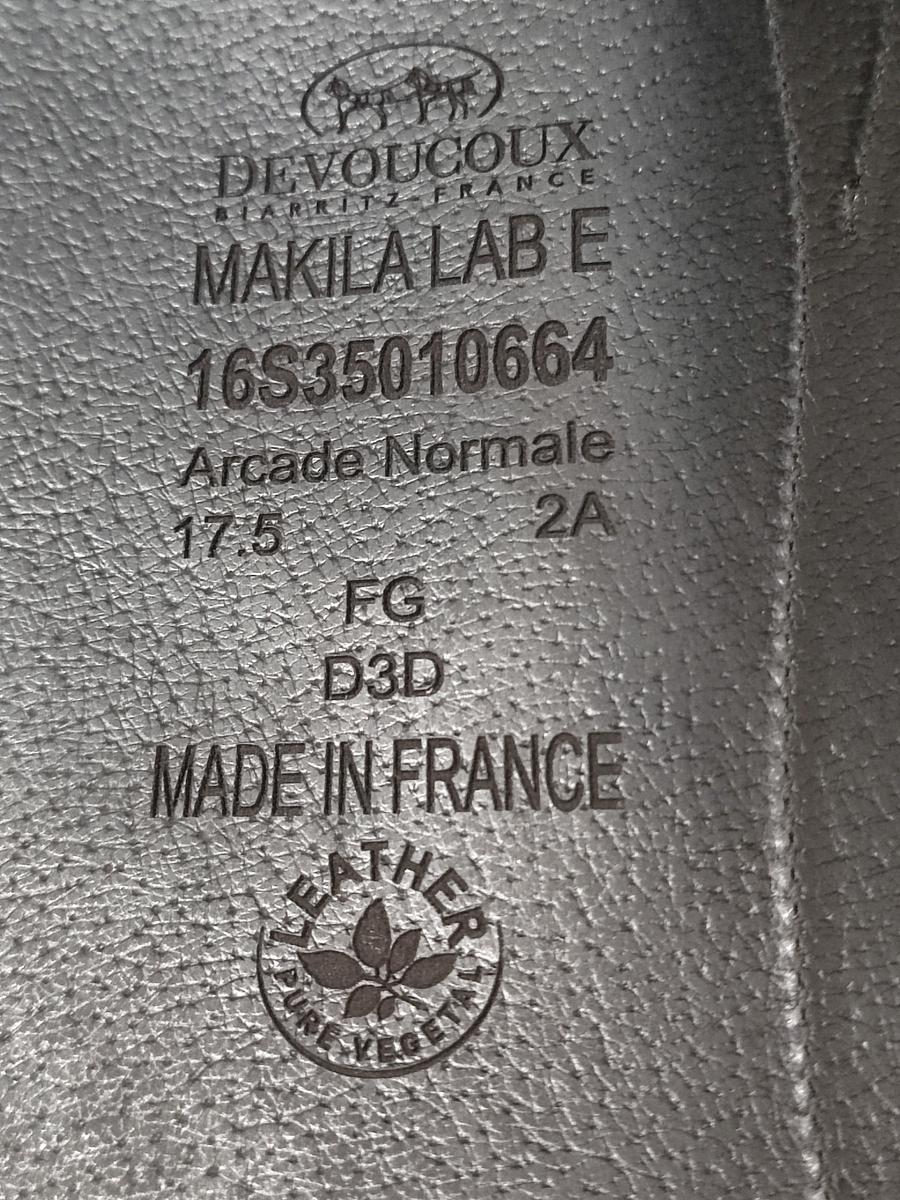 DEVOUCOUX
BIARRITZ-FRANCE
MAKILA LAB E
16S35010664
Arcade Normale
17.5 2A
FG
D3D
MADE IN FRANCE
LEATHER
PURE VEGETAL